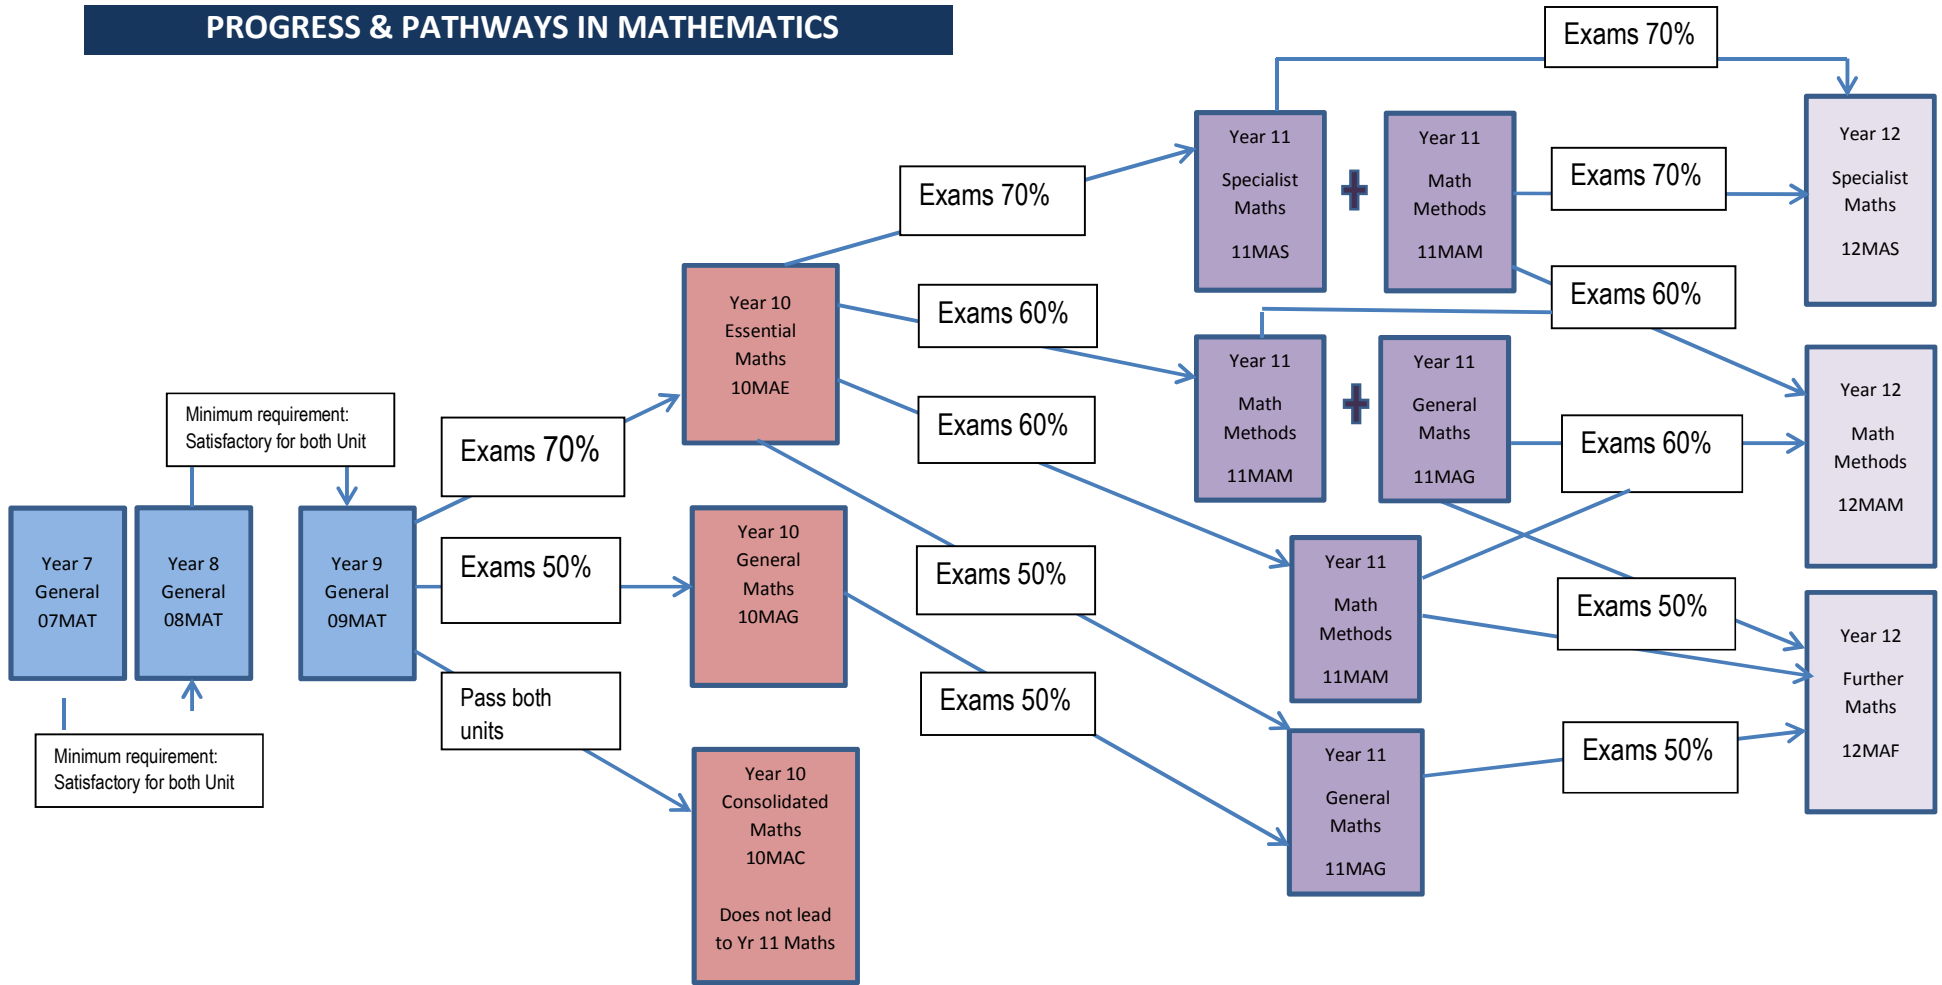 PROGRESS & PATHWAYS IN MATHEMATICS
Year 7
General
07MAT
Minimum requirement:
Satisfactory for both Unit
Year 8
General
08MAT
Minimum requirement:
Satisfactory for both Unit
Year 9
General
09MAT
Exams 70%
Exams 50%
Pass both
units
Year 10
Essential
Maths
10MAE
Year 10
General
Maths
10MAG
Year 10
Consolidated
Maths
10MAC
Does not lead
to Yr 11 Maths
Exams 70%
Exams 60%
Exams 60%
Exams 50%
Exams 50%
Year 11
Specialist
Maths
11MAS
Year 11
Math
Methods
11MAM
Year 11
Math
Methods
11MAM
Year 11
General
Maths
11MAG
Year 11
Math
Methods
11MAM
Year 11
General
Maths
11MAG
Exams 70%
Exams 70%
Exams 60%
Exams 60%
Exams 50%
Exams 50%
Year 12
Specialist
Maths
12MAS
Year 12
Math
Methods
12MAM
Year 12
Further
Maths
12MAF